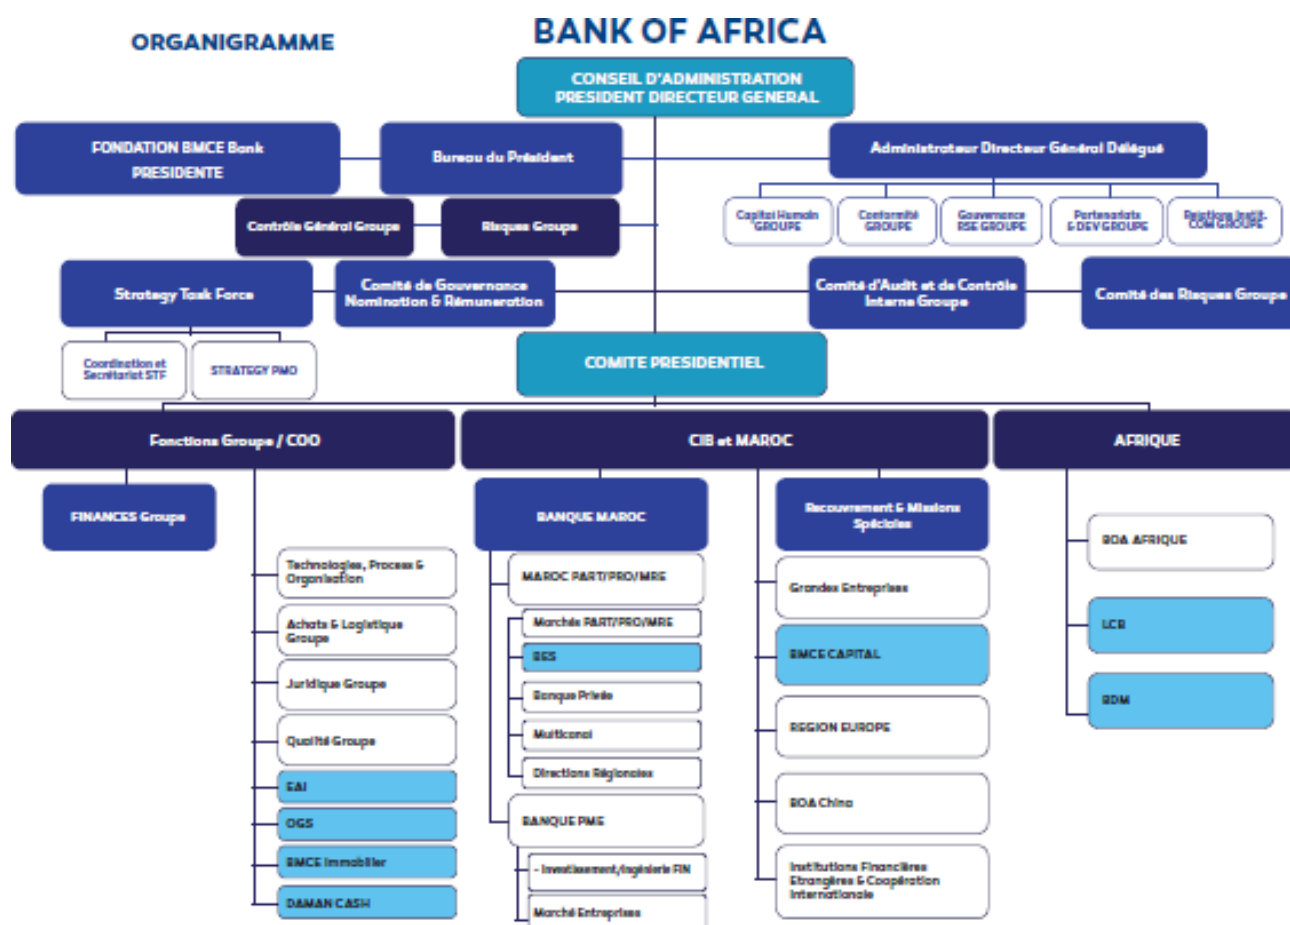 ORGANIGRAMME
BANK OF AFRICA
CONSEIL D'ADMINISTRATION
PRESIDENT DIRECTEUR GENERAL
FONDATION BMCE Bank
PRESIDENTE
Bureau du Président
Administrateur Directeur Général Délégué
Capital Humain
GROUPE
Conformité
GROUPE
Gouvernance
RSE GROUPE
Partenariats
& DEV GROUPE
Relations Instit-
COM GROUPE
Contrôle Général Groupe
Risques Groupe
Strategy Task Force
Comité de Gouvernance
Nomination & Rémuneration
Comité d'Audit et de Contrôle
Interne Groupe
Comité des Risques Groupe
Coordination et
Secrétariat STF
STRATEGY PMO
COMITE PRESIDENTIEL
Fonctions Groupe / COO
CIB et MAROC
AFRIQUE
FINANCES Groupe
Technologies, Process &
Organisation
Achats & Logistique
Groupe
Juridique Groupe
Qualité Groupe
EAI
OGS
BMCE Immobilier
DAMAN CASH
BANQUE MAROC
MAROC PART/PRO/MRE
Marchés PART/PRO/MRE
BES
Banque Privée
Multicanal
Directions Régionales
BANQUE PME
- Investissement/Ingénierie FIN
Marché Entreprises
Recouvrement & Missions
Spéciales
Grandes Entreprises
BMCE CAPITAL
REGION EUROPE
BOA China
Institutions Financières
Etrangères & Coopération
Internationale
BOA AFRIQUE
LCB
BDM